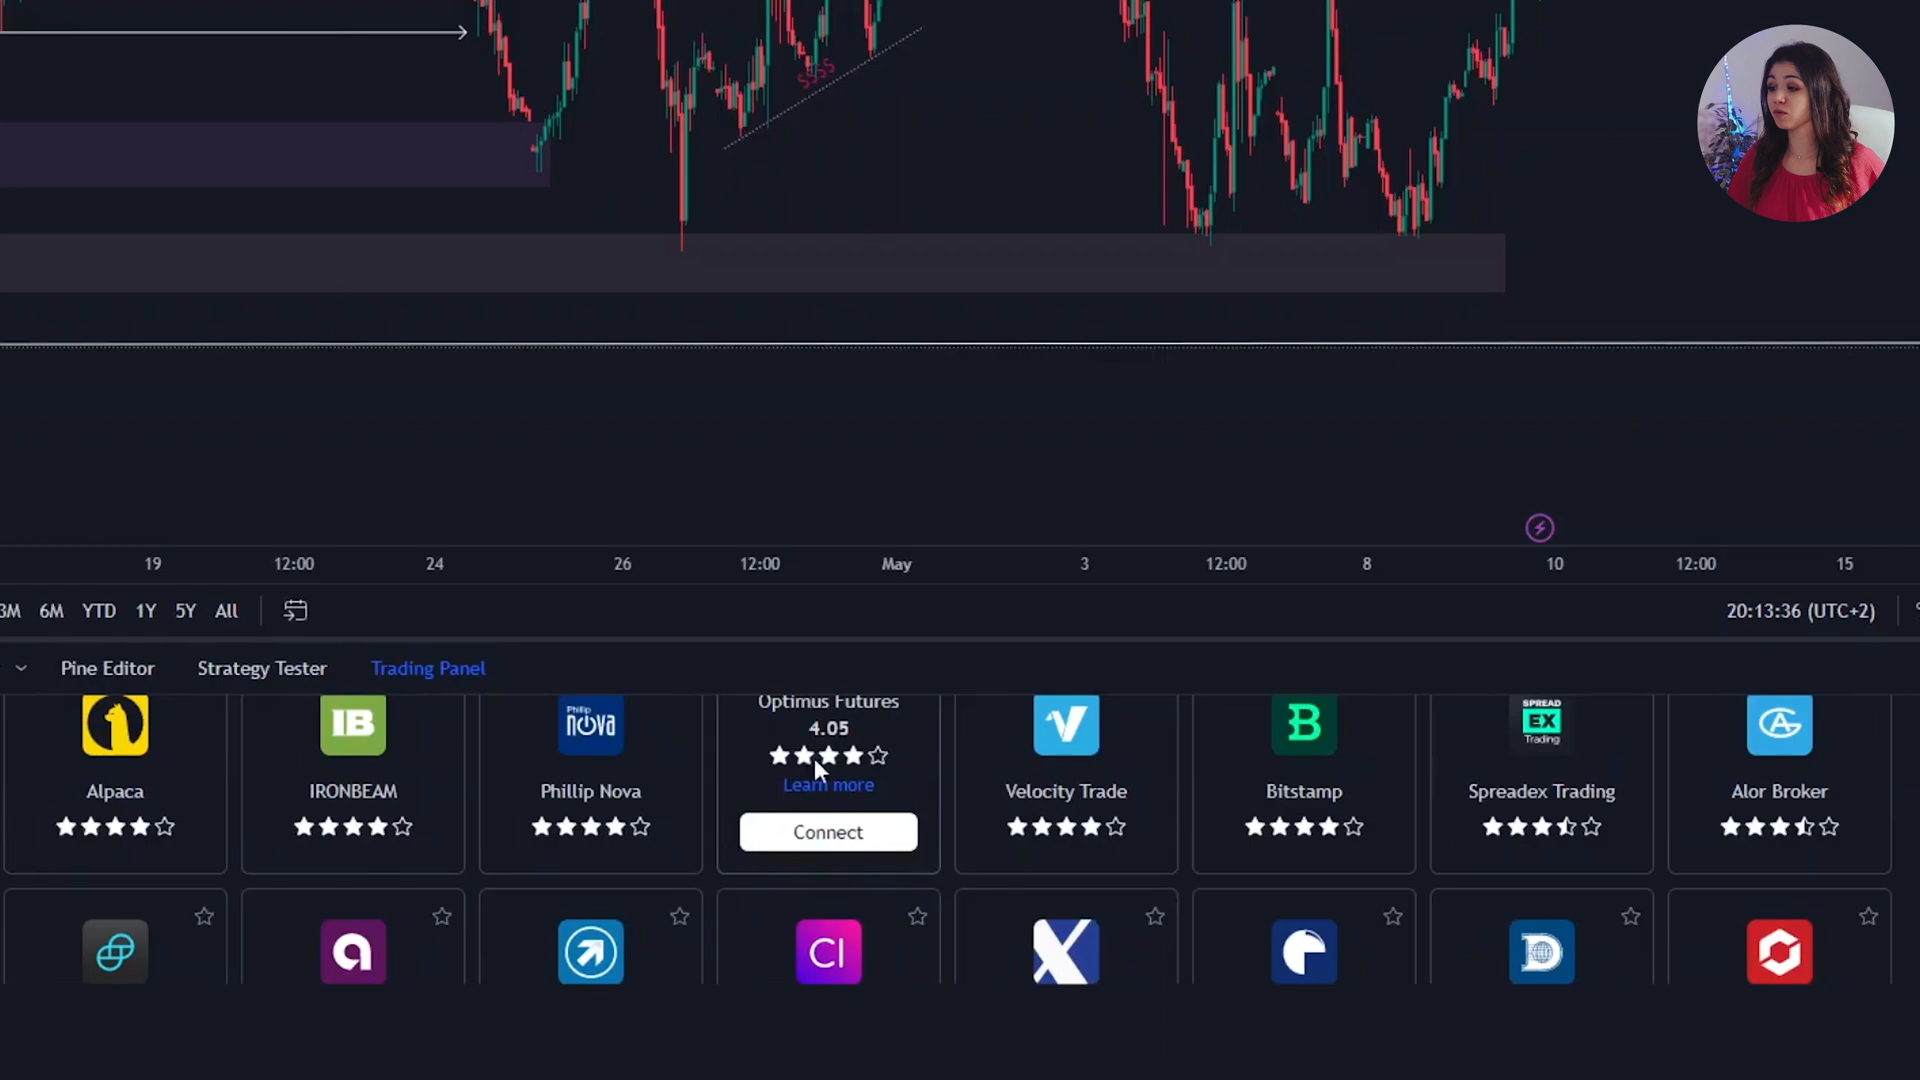 $$$$
19 12:00 24 26 12:00 May 3 12:00 8 10 12:00 15
3M 6M YTD 1Y 5Y All
20:13:36 (UTC+2)
Pine Editor Strategy Tester Trading Panel
Optimus Futures
4.05
Learn more
Connect
IB
Phillip
nova
SPREAD
EX
Trading
Alpaca IRONBEAM Phillip Nova Velocity Trade Bitstamp Spreadex Trading Alor Broker
CI